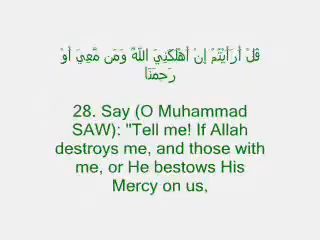 قُلْ أَرَأَيْتُمْ إِنْ أَهْلَكَنِيَ اللَّهُ وَمَن مَّعِيَ أَوْ
رَحِمَنَا
28. Say (O Muhammad
SAW): "Tell me! If Allah
destroys me, and those with
me, or He bestows His
Mercy on us,